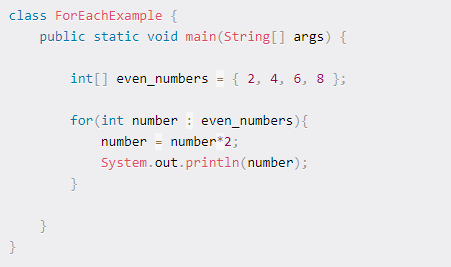 class ForEachExample {
    public static void main(String[] args) {
        int[] even_numbers = { 2, 4, 6, 8 };
        for(int number : even_numbers){
            number = number*2;
            System.out.println(number);
        }
    }
}